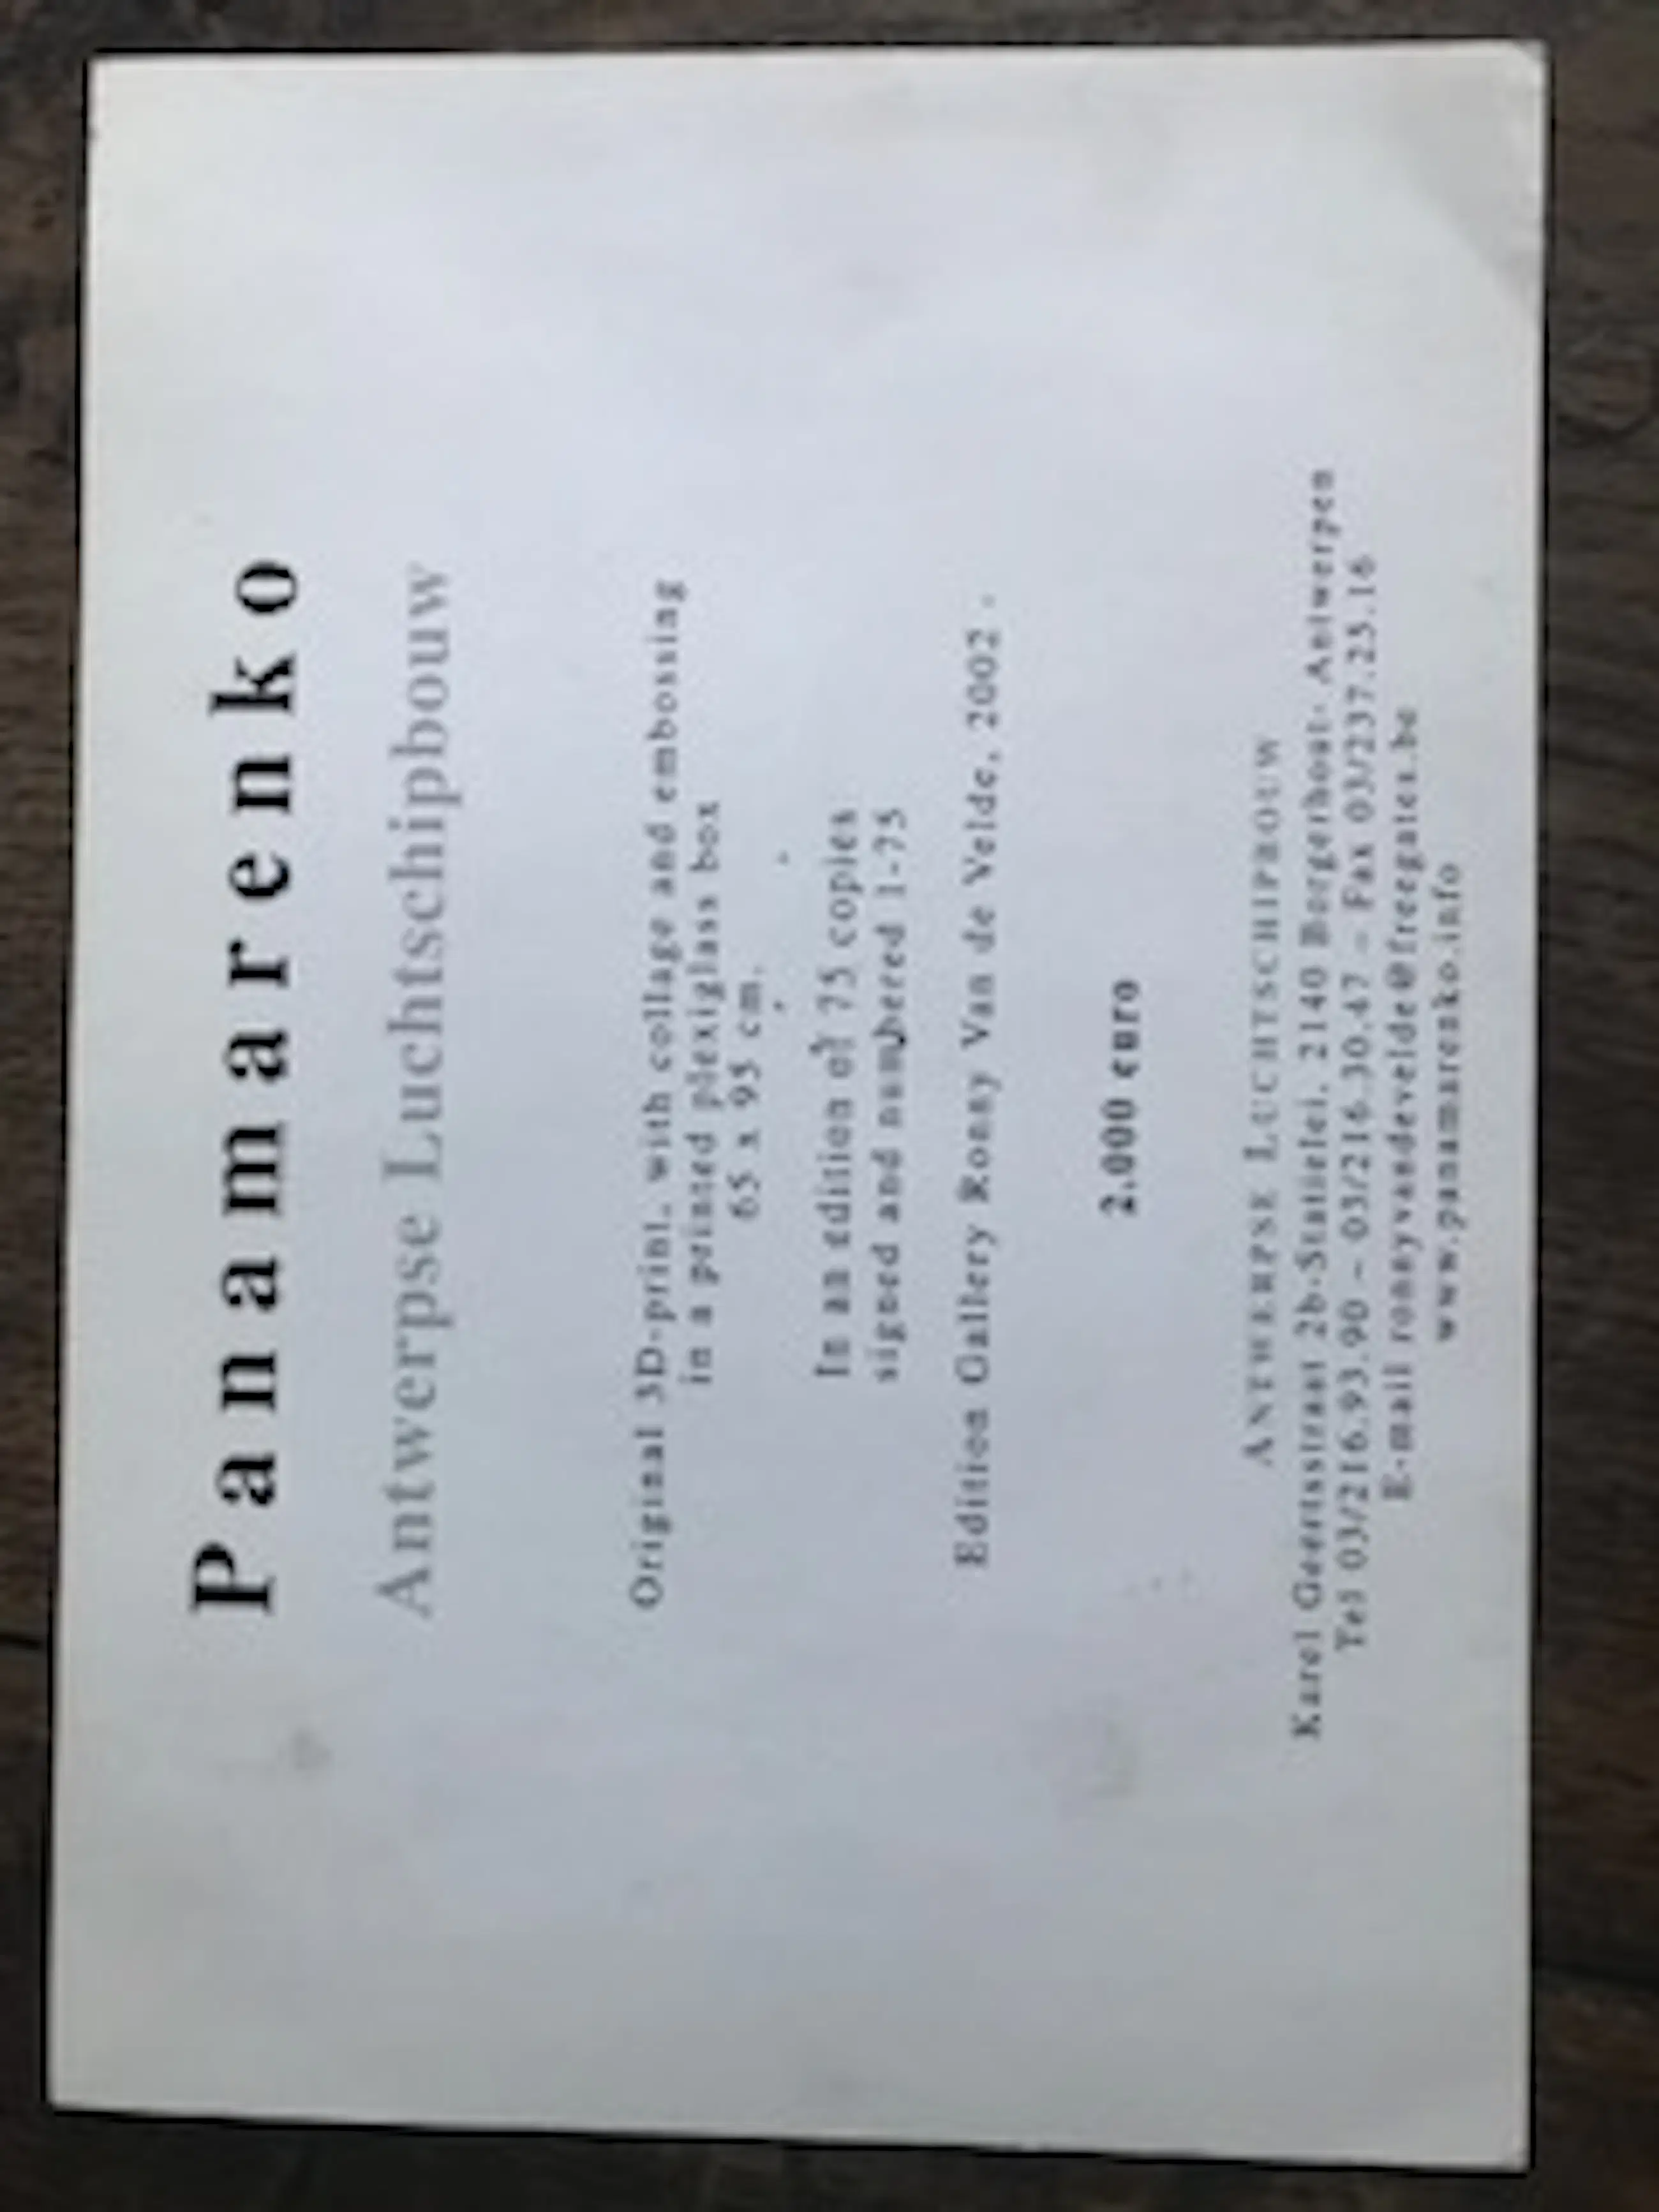 Panamarenko
Antwerpse Luchtschipbouw
Original 3D-print, with collage and embossing
in a printed plexiglass box
65 x 95 cm.
In an edition of 75 copies
signed and numbered 1-75
Edition Gallery Ronny Van de Velde, 2002.
2.000 euro
ANTWERPSE LUCHTSCHIPBOUW
Karel Geertsstraat 2b-Statielei, 2140 Borgerhout-Antwerpen
Tel 03/216.93.90 - 03/216.30.47 - Fax 03/237.25.16
E-mail ronnyvandevelde@freegates.be
www.panamarenko.info